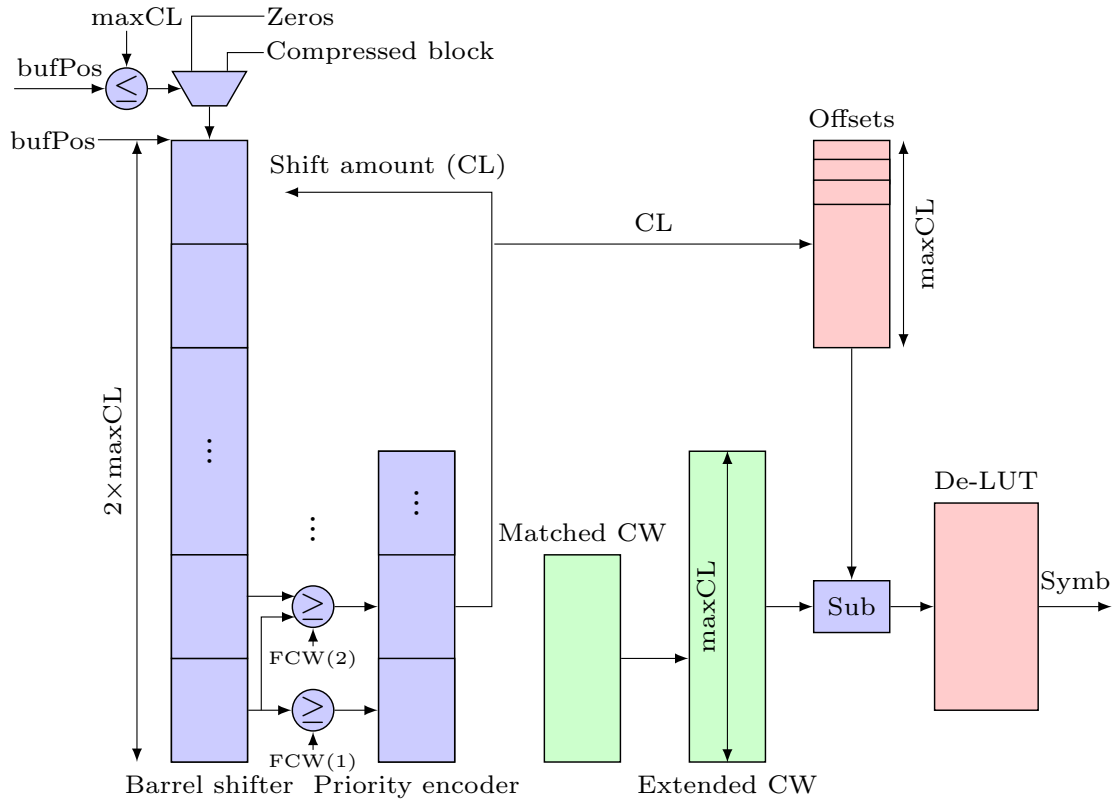 maxCL
Zeros
Compressed block
bufPos
≤
bufPos
Offsets
Shift amount (CL)
CL
maxCL
2×maxCL
⋮
⋮
⋮
De-LUT
Matched CW
maxCL
≥
FCW(2)
Sub
Symb
≥
FCW(1)
Barrel shifter
Priority encoder
Extended CW